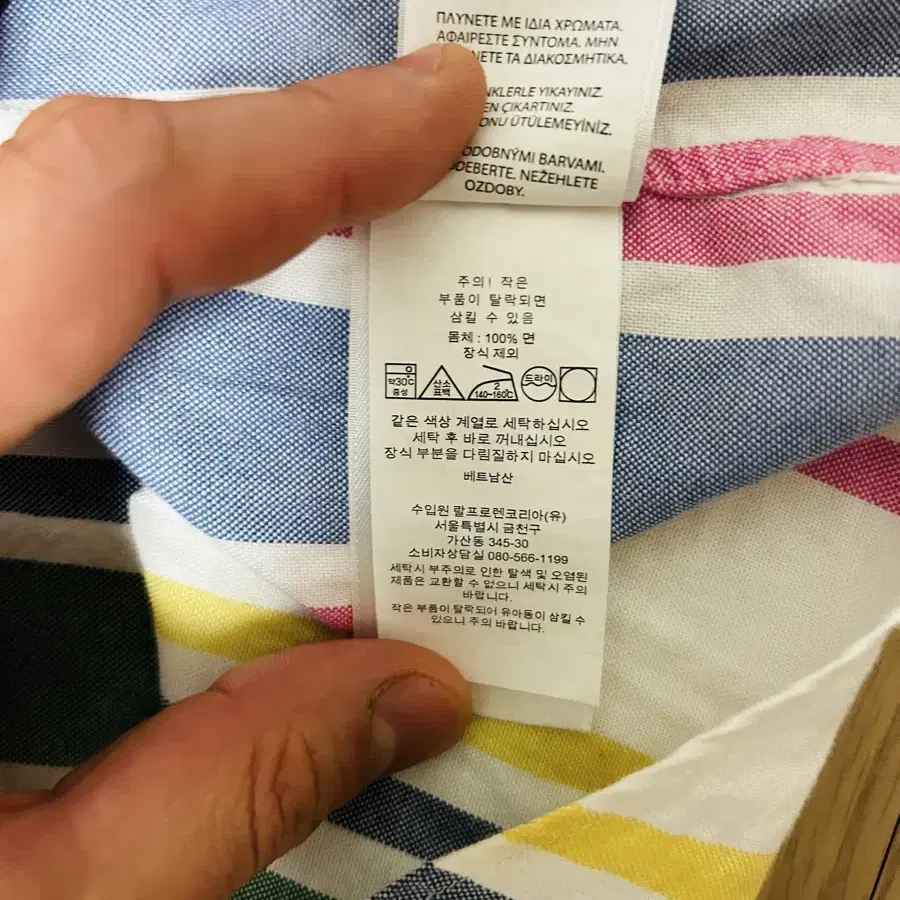 ΠΛΥΝΕΤΕ ΜΕ ΙΔΙΑ ΧΡΩΜΑΤΑ.
ΑΦΑΙΡΕΣΤΕ ΣΥΝΤΟΜΑ. ΜΗΝ
ΝΕΤΕ ΤΑ ΔΙΑΚΟΣΜΗΤΙΚΑ.
NKLERLE YIKAYINIZ.
EN ÇIKARTINIZ.
ONU ÜTÜLEMEYİNİZ.
ODOBNÝMI BARVAMI.
ODEBERTE. NEŽEHLETE
OZDOBY.
주의! 작은
부품이 탈락되면
삼킬 수 있음
몸체 : 100% 면
장식 제외
약30℃ 중성 산소 표백 2 140~160℃ 드라이
같은 색상 계열로 세탁하십시오
세탁 후 바로 꺼내십시오
장식 부분을 다림질하지 마십시오
베트남산
수입원 랄프로렌코리아(유)
서울특별시 금천구
가산동 345-30
소비자상담실 080-566-1199
세탁시 부주의로 인한 탈색 및 오염된
제품은 교환할 수 없으니 세탁시 주의
바랍니다.
작은 부품이 탈락되어 유아동이 삼킬 수
있으니 주의 바랍니다.